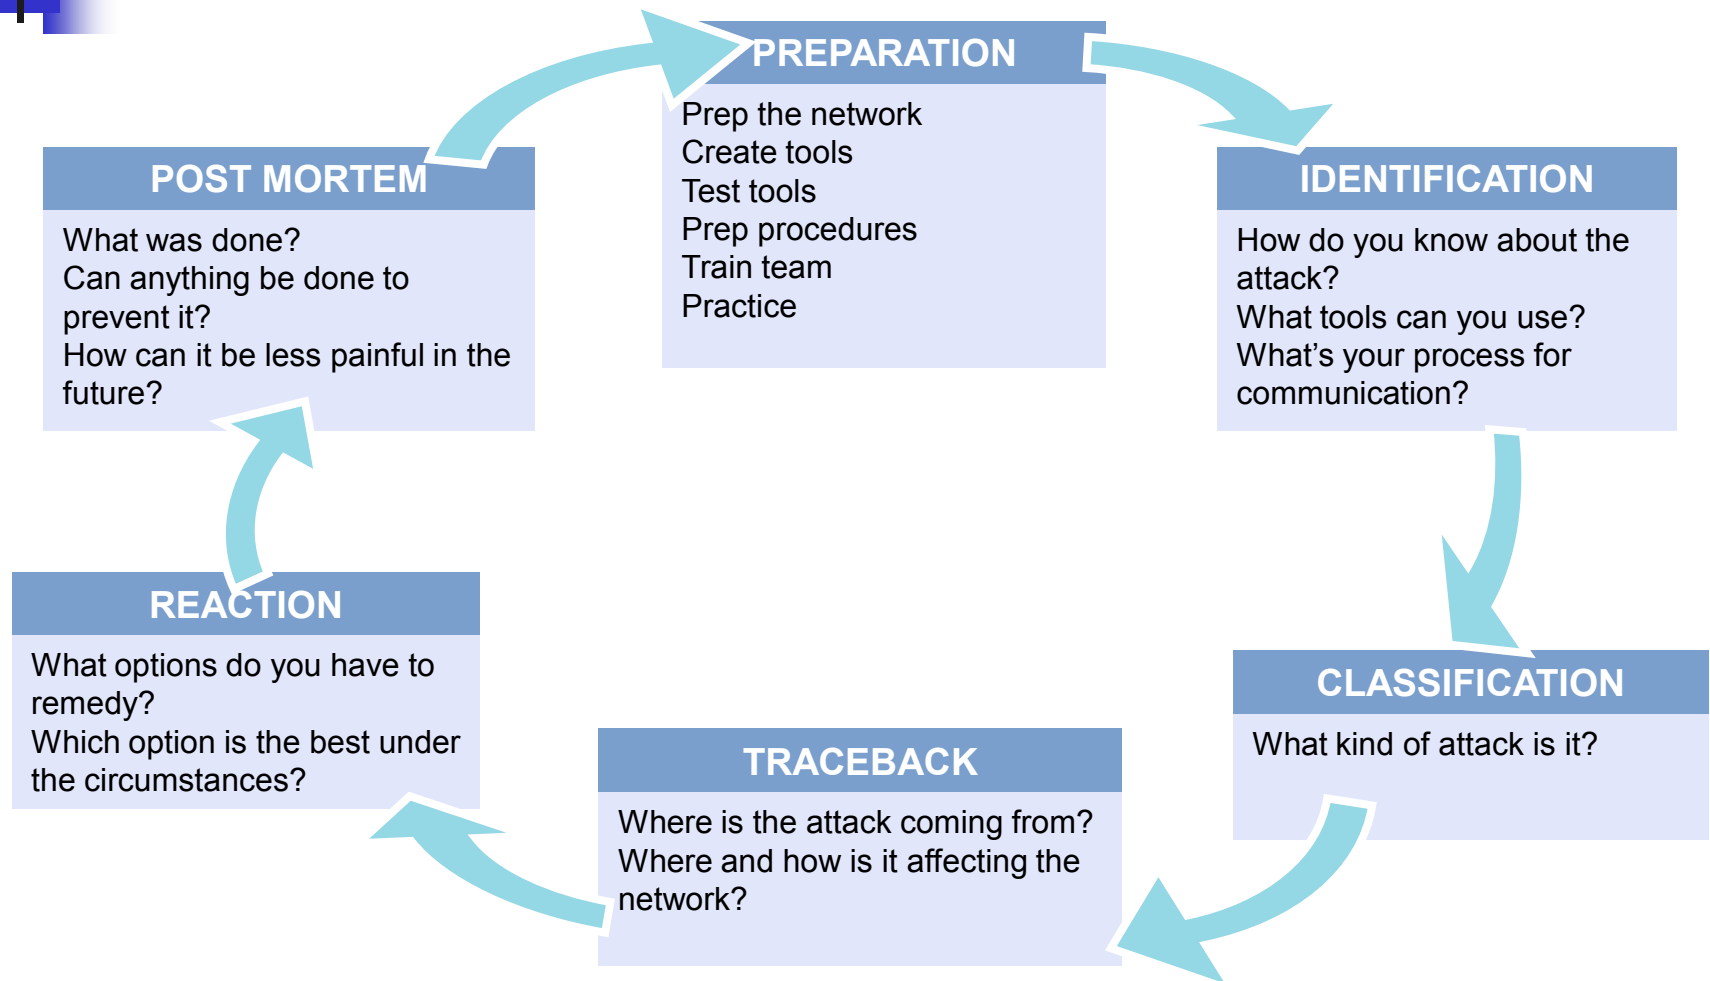 PREPARATION
Prep the network
Create tools
Test tools
Prep procedures
Train team
Practice
IDENTIFICATION
How do you know about the
attack?
What tools can you use?
What’s your process for
communication?
CLASSIFICATION
What kind of attack is it?
TRACEBACK
Where is the attack coming from?
Where and how is it affecting the
network?
REACTION
What options do you have to
remedy?
Which option is the best under
the circumstances?
POST MORTEM
What was done?
Can anything be done to
prevent it?
How can it be less painful in the
future?